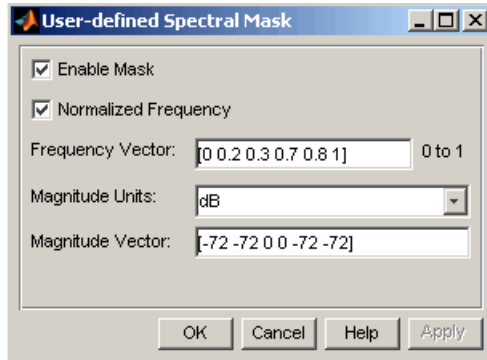 User-defined Spectral Mask
Enable Mask
Normalized Frequency
Frequency Vector: [0 0.2 0.3 0.7 0.8 1] 0 to 1
Magnitude Units: dB
Magnitude Vector: [-72 -72 0 0 -72 -72]
OK Cancel Help Apply